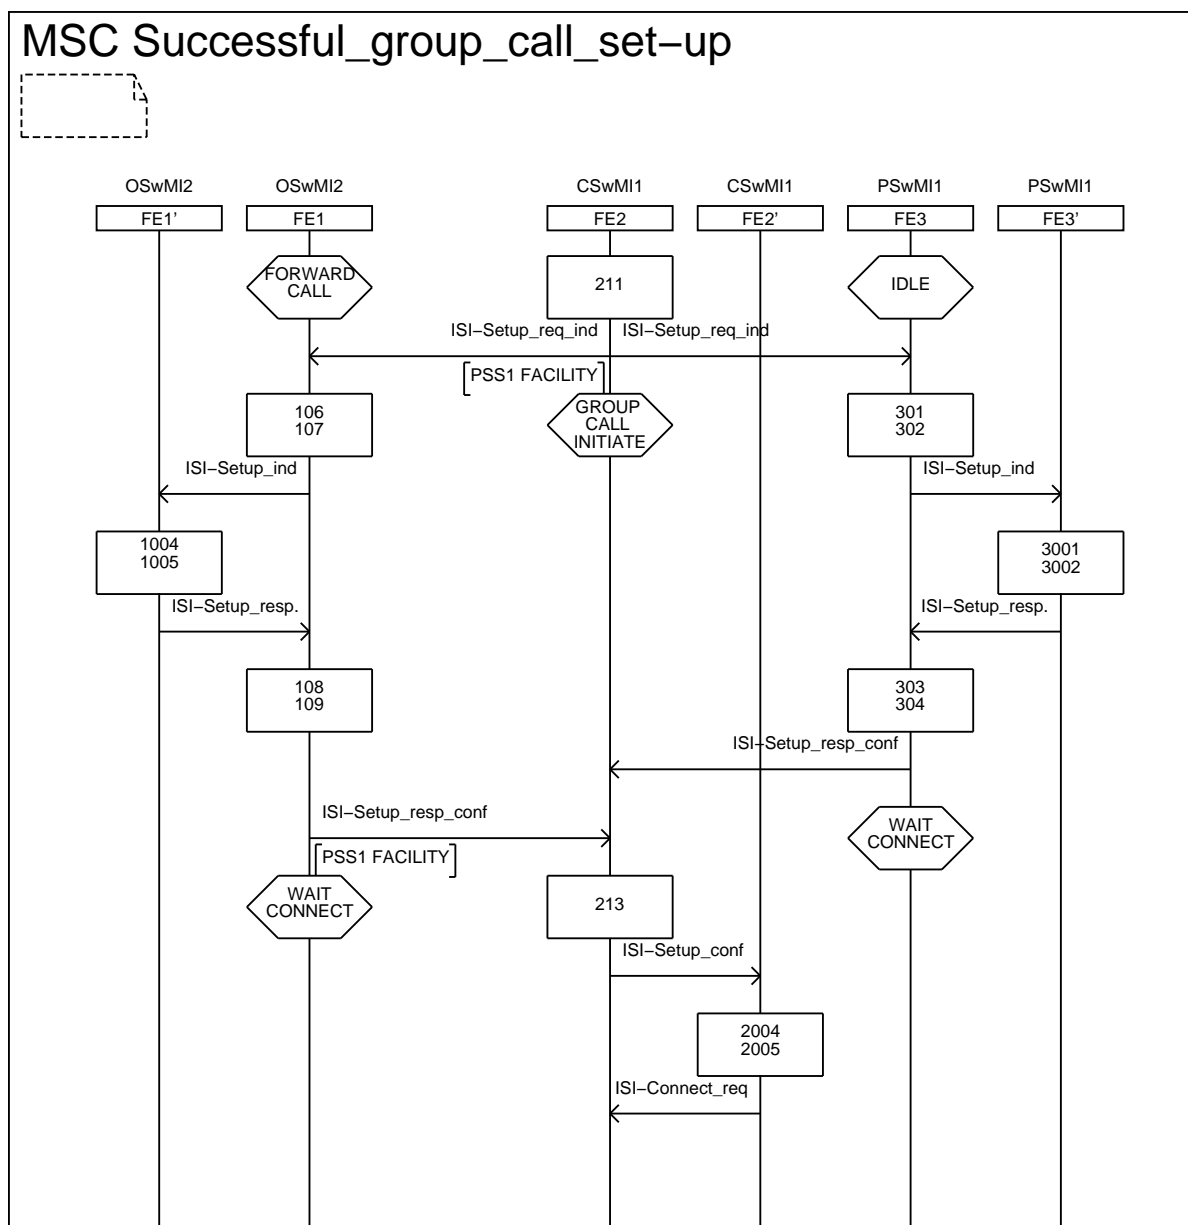 MSC Successful_group_call_set−up
OSwMI2
OSwMI2
CSwMI1
CSwMI1
PSwMI1
PSwMI1
FE1’
FE1
FE2
FE2’
FE3
FE3’
FORWARD
CALL
211
IDLE
ISI−Setup_req_ind
ISI−Setup_req_ind
PSS1 FACILITY
106
107
GROUP
CALL
INITIATE
301
302
ISI−Setup_ind
ISI−Setup_ind
1004
1005
3001
3002
ISI−Setup_resp.
ISI−Setup_resp.
108
109
303
304
ISI−Setup_resp_conf
ISI−Setup_resp_conf
WAIT
CONNECT
PSS1 FACILITY
WAIT
CONNECT
213
ISI−Setup_conf
2004
2005
ISI−Connect_req